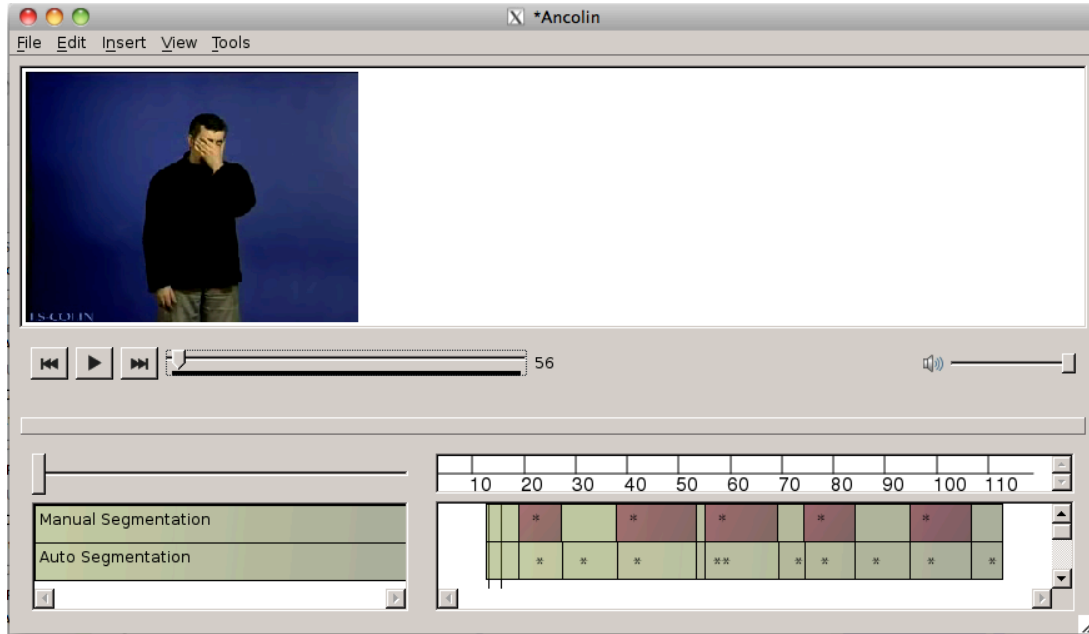 *Ancolin
File Edit Insert View Tools
LS-COLIN
56
10 20 30 40 50 60 70 80 90 100 110
Manual Segmentation
* * * * *
Auto Segmentation
* * * ** * * * * *